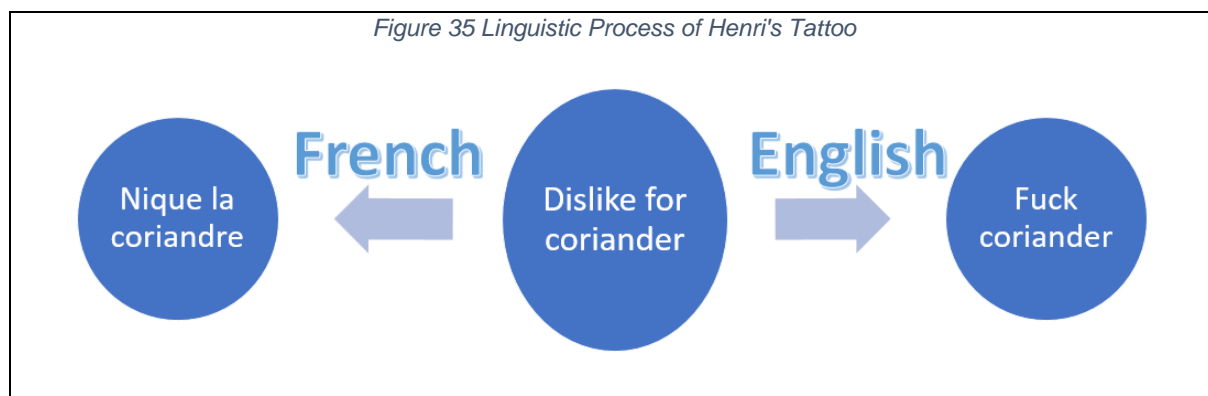 Figure 35 Linguistic Process of Henri's Tattoo
French
English
Nique la
coriandre
Dislike for
coriander
Fuck
coriander